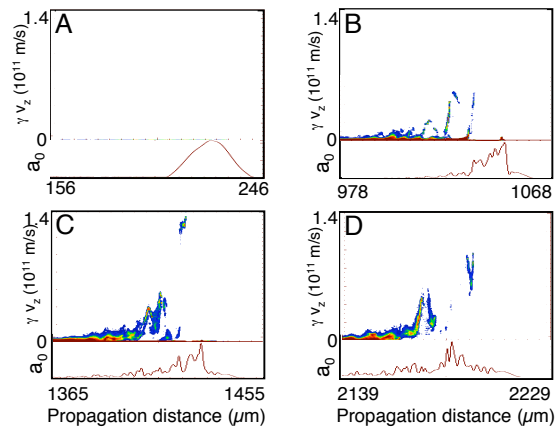 A
1.4
γ v_z (10^11 m/s)
0
a_0
156
246
B
1.4
γ v_z (10^11 m/s)
0
a_0
978
1068
C
1.4
γ v_z (10^11 m/s)
0
a_0
1365
1455
Propagation distance (μm)
D
1.4
γ v_z (10^11 m/s)
0
a_0
2139
2229
Propagation distance (μm)